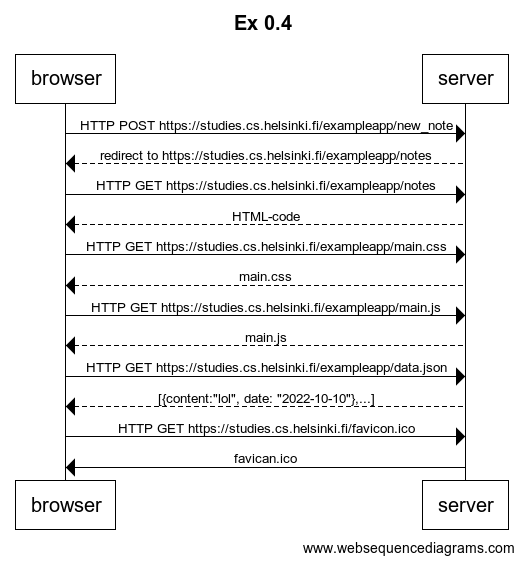 Ex 0.4
browser
server
HTTP POST https://studies.cs.helsinki.fi/exampleapp/new_note
redirect to https://studies.cs.helsinki.fi/exampleapp/notes
HTTP GET https://studies.cs.helsinki.fi/exampleapp/notes
HTML-code
HTTP GET https://studies.cs.helsinki.fi/exampleapp/main.css
main.css
HTTP GET https://studies.cs.helsinki.fi/exampleapp/main.js
main.js
HTTP GET https://studies.cs.helsinki.fi/exampleapp/data.json
[{content:"lol", date: "2022-10-10"},...]
HTTP GET https://studies.cs.helsinki.fi/favicon.ico
favican.ico
browser
server
www.websequencediagrams.com